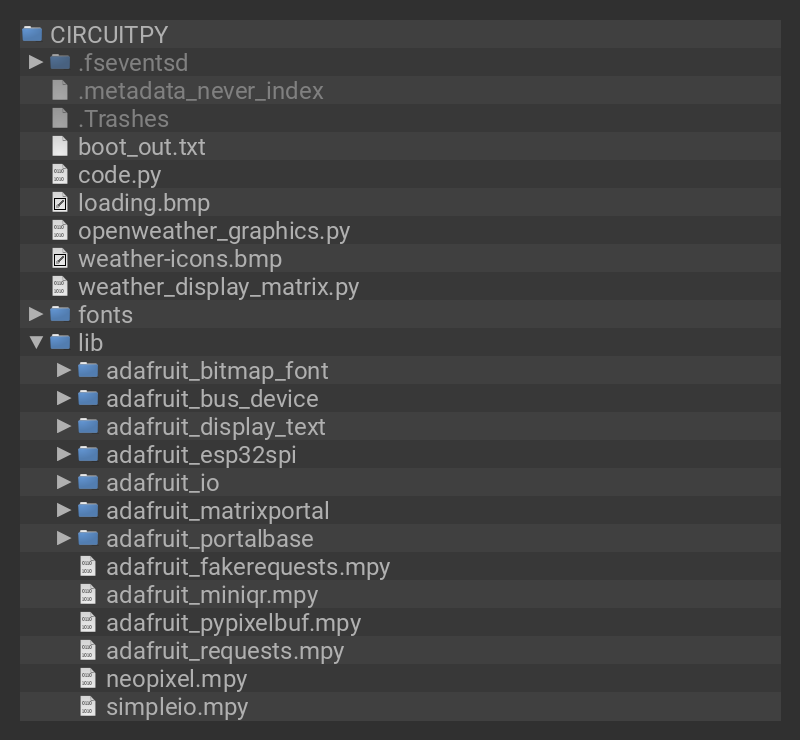 CIRCUITPY
.fseventsd
.metadata_never_index
.Trashes
boot_out.txt
code.py
loading.bmp
openweather_graphics.py
weather-icons.bmp
weather_display_matrix.py
fonts
lib
adafruit_bitmap_font
adafruit_bus_device
adafruit_display_text
adafruit_esp32spi
adafruit_io
adafruit_matrixportal
adafruit_portalbase
adafruit_fakerequests.mpy
adafruit_miniqr.mpy
adafruit_pypixelbuf.mpy
adafruit_requests.mpy
neopixel.mpy
simpleio.mpy